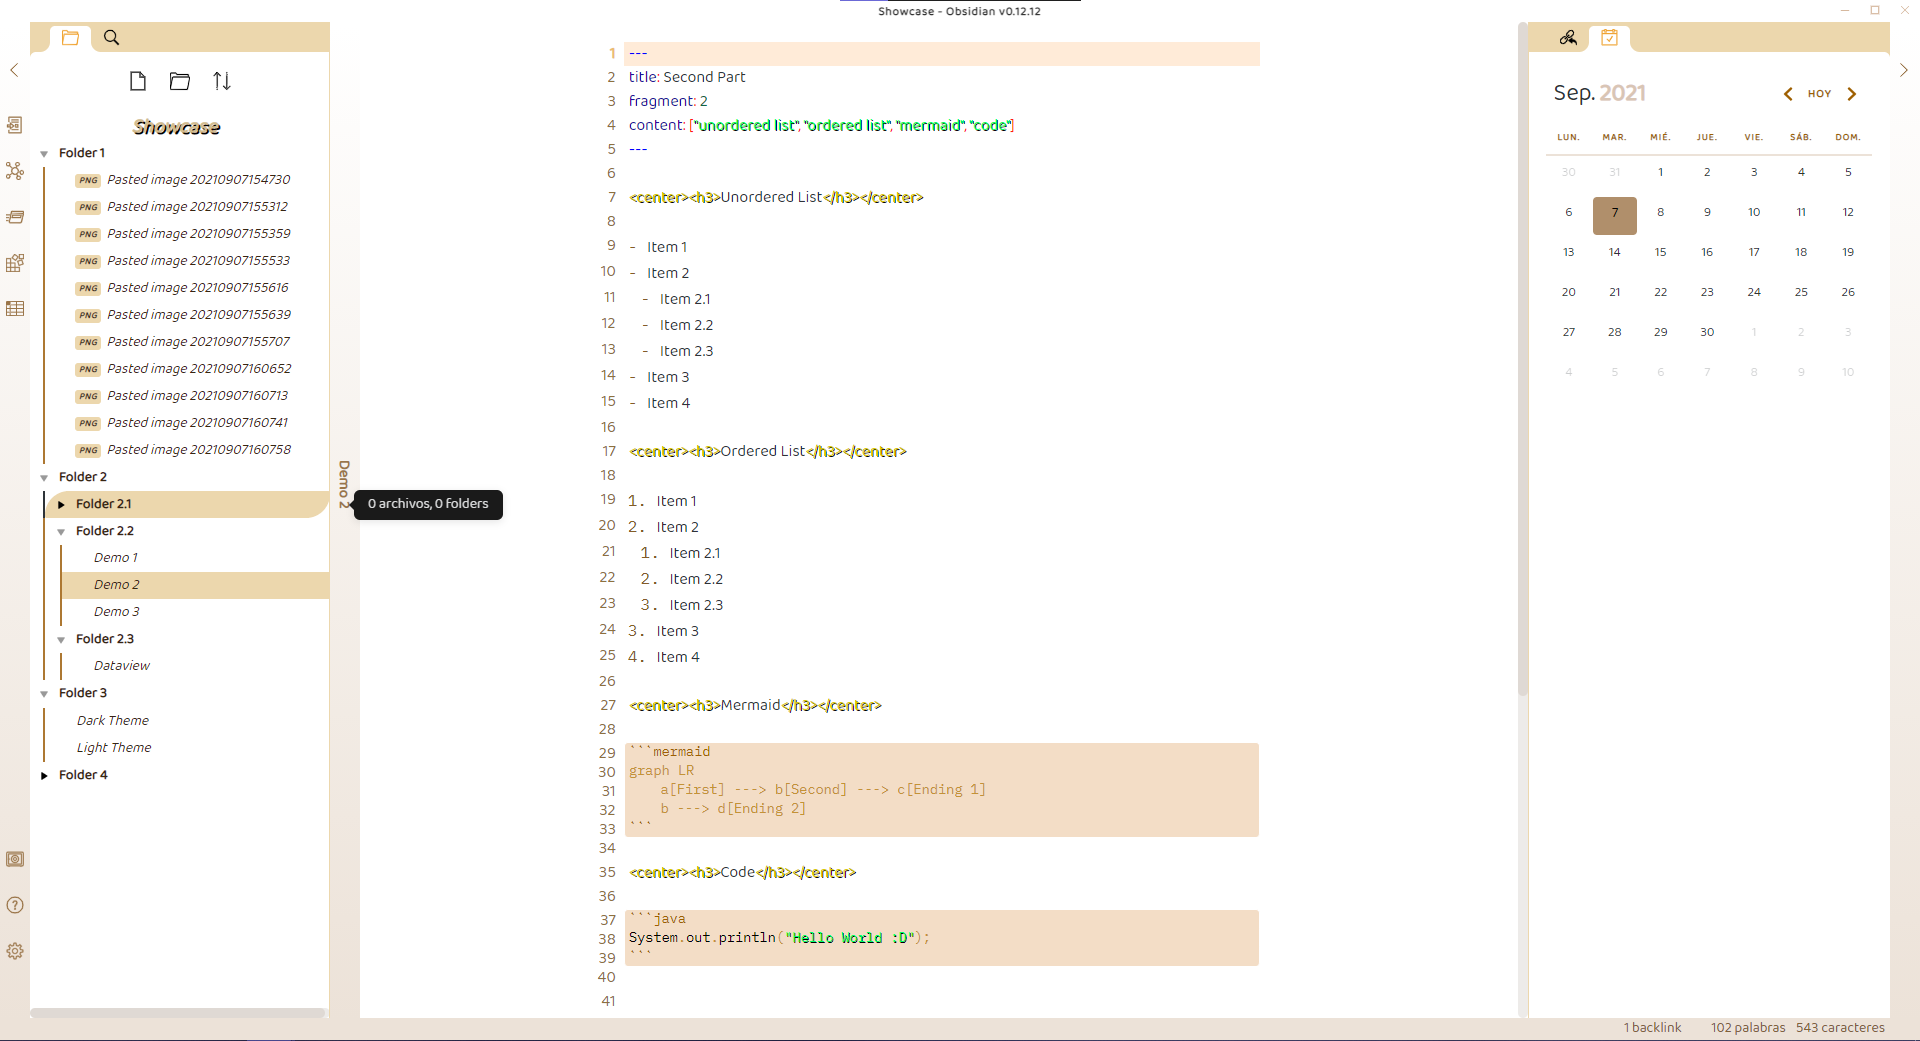 Showcase - Obsidian v0.12.12
Showcase
Folder 1
PNG Pasted image 20210907154730
PNG Pasted image 20210907155312
PNG Pasted image 20210907155359
PNG Pasted image 20210907155533
PNG Pasted image 20210907155616
PNG Pasted image 20210907155639
PNG Pasted image 20210907155707
PNG Pasted image 20210907160652
PNG Pasted image 20210907160713
PNG Pasted image 20210907160741
PNG Pasted image 20210907160758
Folder 2
Folder 2.1
Folder 2.2
Demo 1
Demo 2
Demo 3
Folder 2.3
Dataview
Folder 3
Dark Theme
Light Theme
Folder 4
Demo 2
0 archivos, 0 folders
1 ---
2 title: Second Part
3 fragment: 2
4 content: ["unordered list", "ordered list", "mermaid", "code"]
5 ---
6
7 <center><h3>Unordered List</h3></center>
8
9 - Item 1
10 - Item 2
11 - Item 2.1
12 - Item 2.2
13 - Item 2.3
14 - Item 3
15 - Item 4
16
17 <center><h3>Ordered List</h3></center>
18
19 1. Item 1
20 2. Item 2
21 1. Item 2.1
22 2. Item 2.2
23 3. Item 2.3
24 3. Item 3
25 4. Item 4
26
27 <center><h3>Mermaid</h3></center>
28
29 ```mermaid
30 graph LR
31 a[First] ---> b[Second] ---> c[Ending 1]
32 b ---> d[Ending 2]
33 ```
34
35 <center><h3>Code</h3></center>
36
37 ```java
38 System.out.println("Hello World :D");
39 ```
40
41
Sep. 2021 HOY
LUN. MAR. MIÉ. JUE. VIE. SÁB. DOM.
30 31 1 2 3 4 5
6 7 8 9 10 11 12
13 14 15 16 17 18 19
20 21 22 23 24 25 26
27 28 29 30 1 2 3
4 5 6 7 8 9 10
1 backlink 102 palabras 543 caracteres